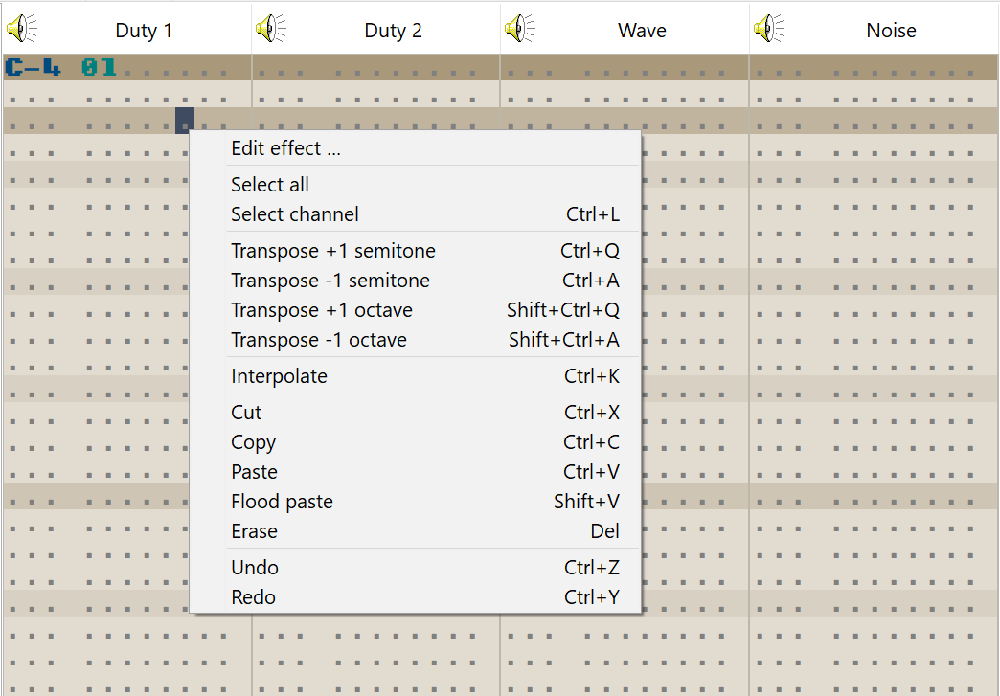 Duty 1 Duty 2 Wave Noise
C-4 01
Edit effect ...
Select all
Select channel Ctrl+L
Transpose +1 semitone Ctrl+Q
Transpose -1 semitone Ctrl+A
Transpose +1 octave Shift+Ctrl+Q
Transpose -1 octave Shift+Ctrl+A
Interpolate Ctrl+K
Cut Ctrl+X
Copy Ctrl+C
Paste Ctrl+V
Flood paste Shift+V
Erase Del
Undo Ctrl+Z
Redo Ctrl+Y